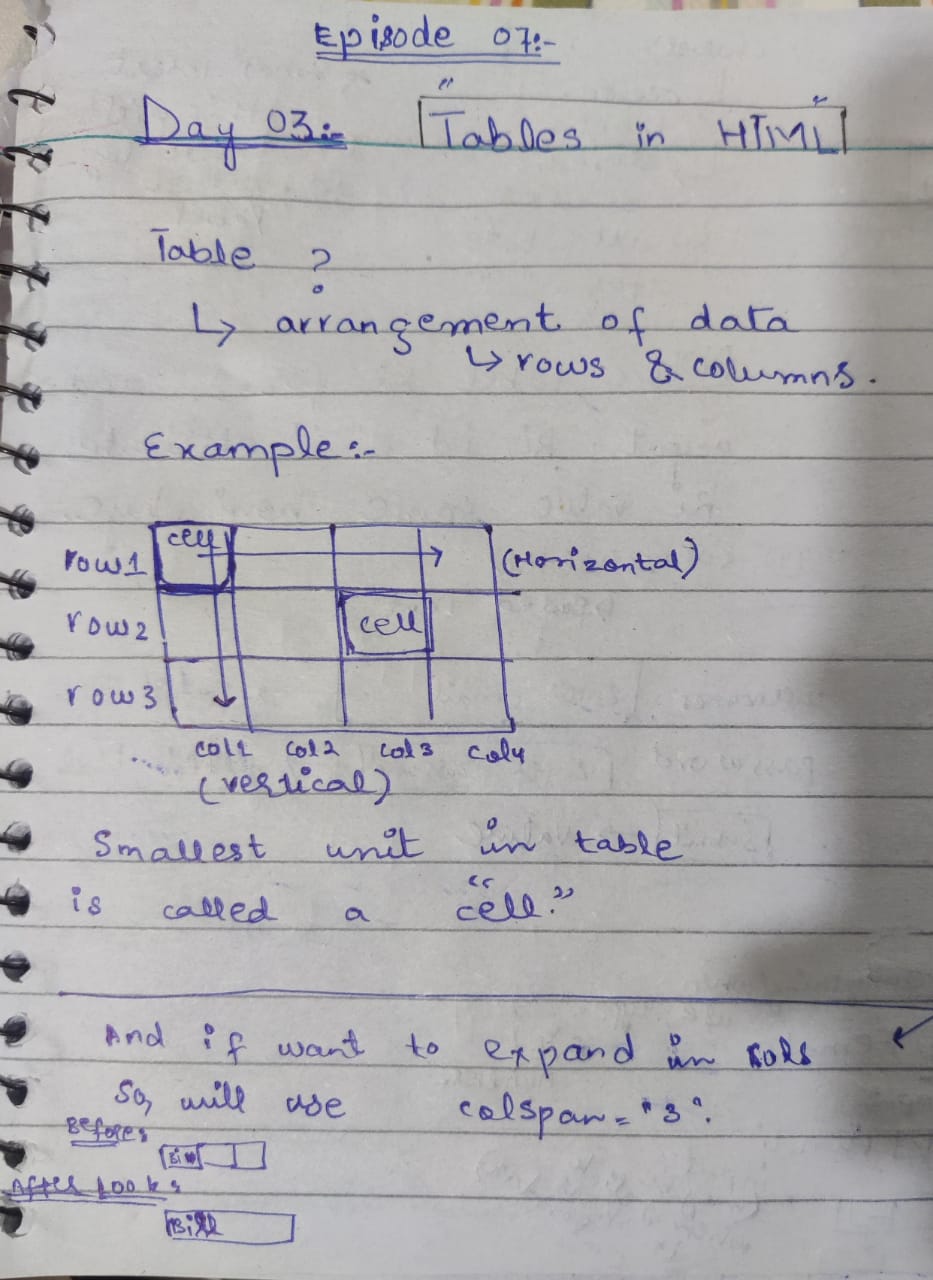 Episode 07:-
Day 03:- "Tables in HTML"
Table ?
↳ arrangement of data
↳ rows & columns.
Example:-
row1 cell (Horizontal)
row2 cell
row3
col1 col2 col3 col4
(vertical)
Smallest unit in table
is called a "cell."
And if want to expand in cols
So, will use colspan="3".
Before:
Bill
After looks
Bill